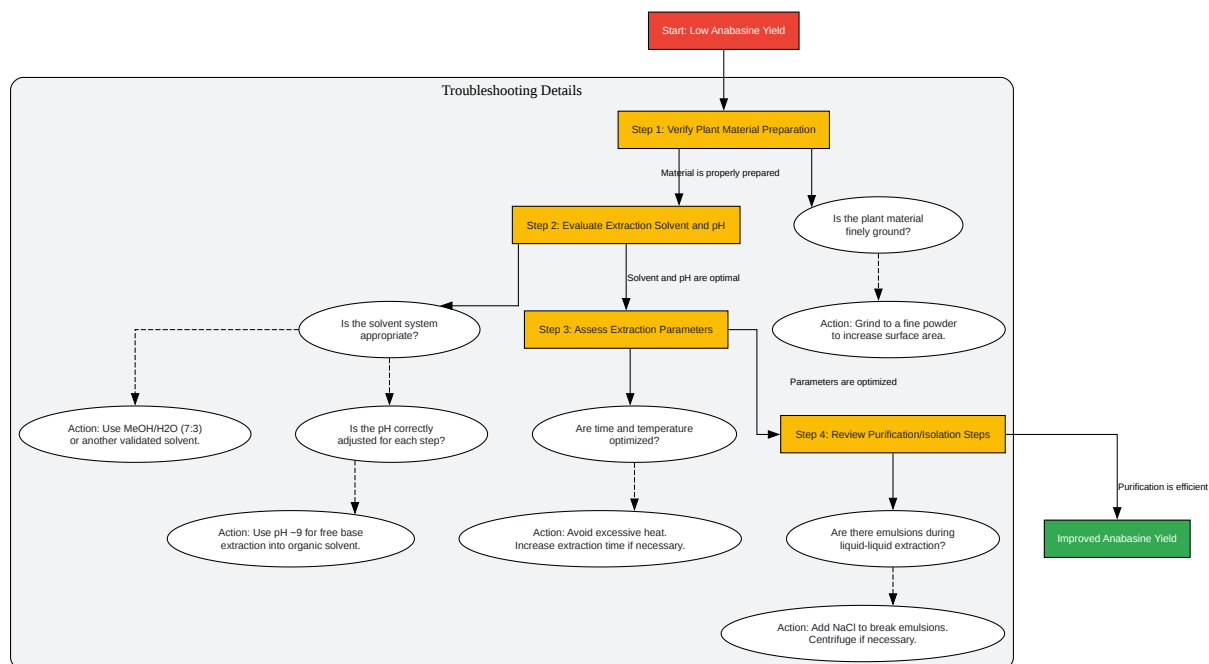 Start: Low Anabasine Yield
Troubleshooting Details
Step 1: Verify Plant Material Preparation
Material is properly prepared
Step 2: Evaluate Extraction Solvent and pH
Is the plant material
finely ground?
Solvent and pH are optimal
Is the solvent system
appropriate?
Step 3: Assess Extraction Parameters
Action: Grind to a fine powder
to increase surface area.
Parameters are optimized
Action: Use MeOH/H2O (7:3)
or another validated solvent.
Is the pH correctly
adjusted for each step?
Are time and temperature
optimized?
Step 4: Review Purification/Isolation Steps
Purification is efficient
Action: Use pH ~9 for free base
extraction into organic solvent.
Action: Avoid excessive heat.
Increase extraction time if necessary.
Are there emulsions during
liquid-liquid extraction?
Improved Anabasine Yield
Action: Add NaCl to break emulsions.
Centrifuge if necessary.